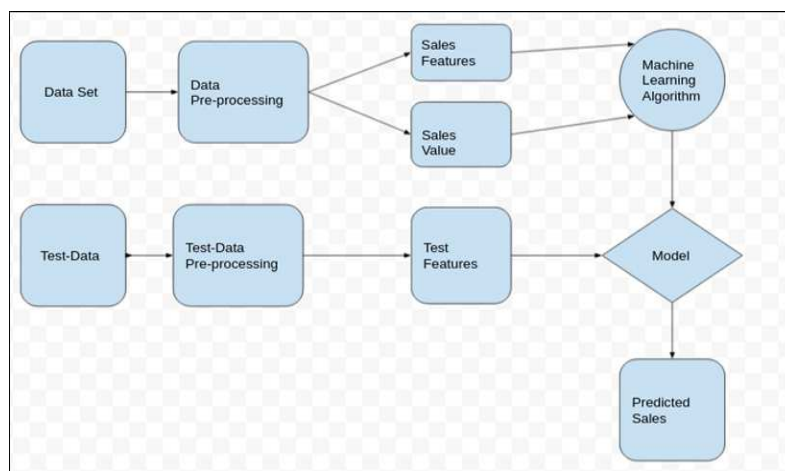 Data Set
Data
Pre-processing
Sales
Features
Sales
Value
Machine
Learning
Algorithm
Test-Data
Test-Data
Pre-processing
Test
Features
Model
Predicted
Sales